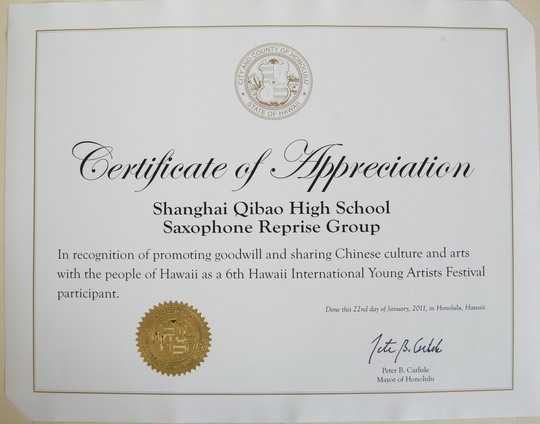 CITY AND COUNTY OF HONOLULU
STATE OF HAWAII
Certificate of Appreciation
Shanghai Qibao High School
Saxophone Reprise Group
In recognition of promoting goodwill and sharing Chinese culture and arts
with the people of Hawaii as a 6th Hawaii International Young Artists Festival
participant.
Done this 22nd day of January, 2011, in Honolulu, Hawaii
Peter B. Carlisle
Peter B. Carlisle
Mayor of Honolulu